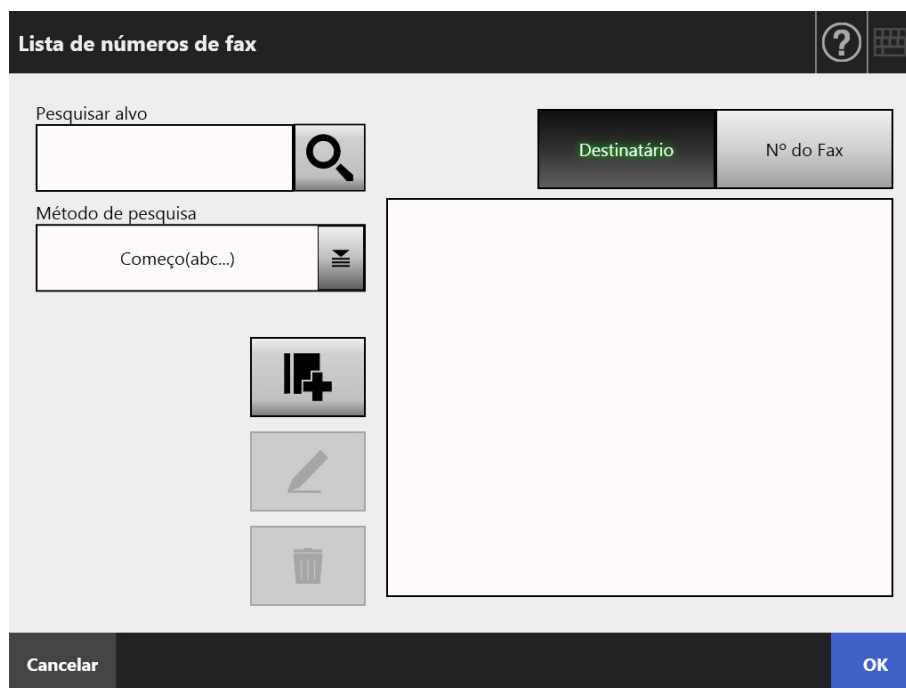 Lista de números de fax
?
Pesquisar alvo
Destinatário
Nº do Fax
Método de pesquisa
Começo(abc...)
Cancelar
OK